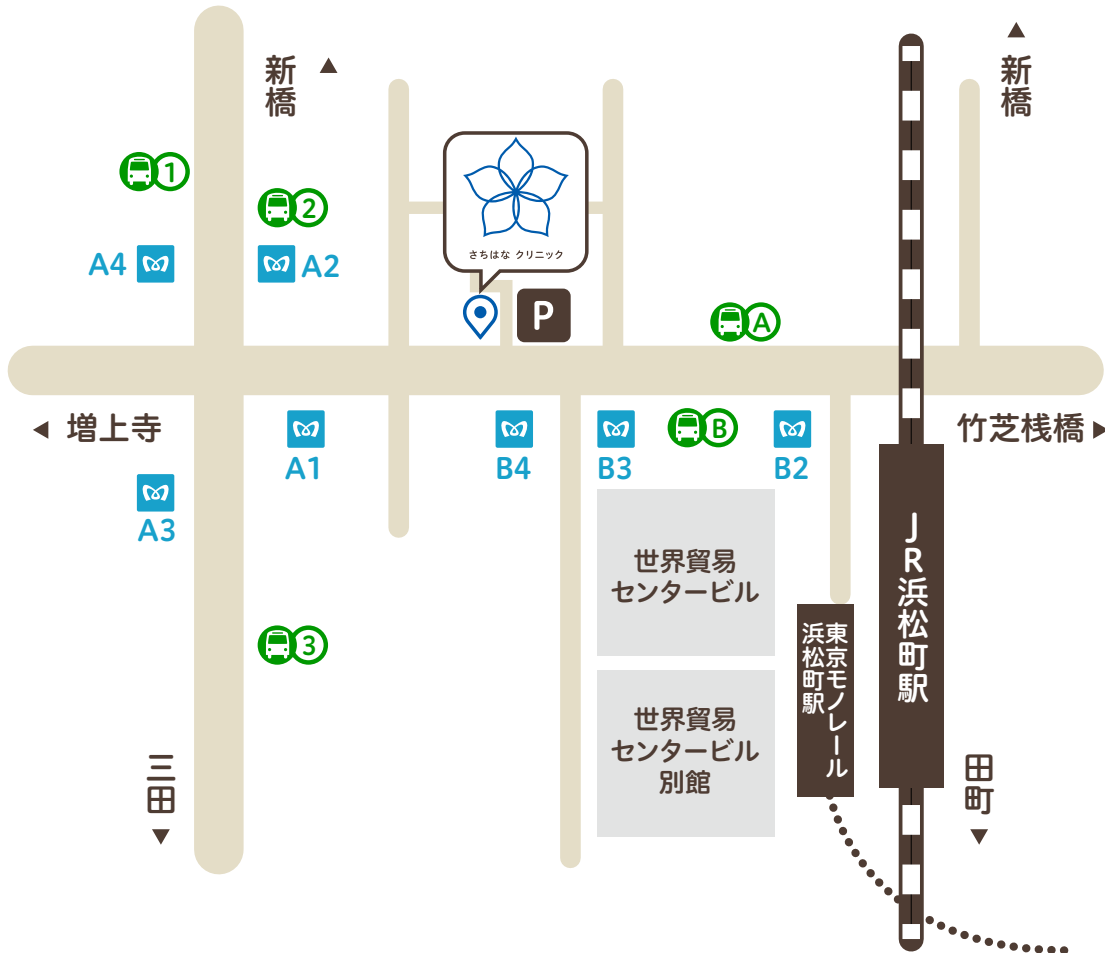 新橋
新橋
1
2
さちはな クリニック
A4
A2
P
A
増上寺
B
竹芝桟橋
A1
B4
B3
B2
A3
世界貿易
センタービル
JR浜松町駅
3
東京モノレール
浜松町駅
世界貿易
センタービル
別館
三田
田町